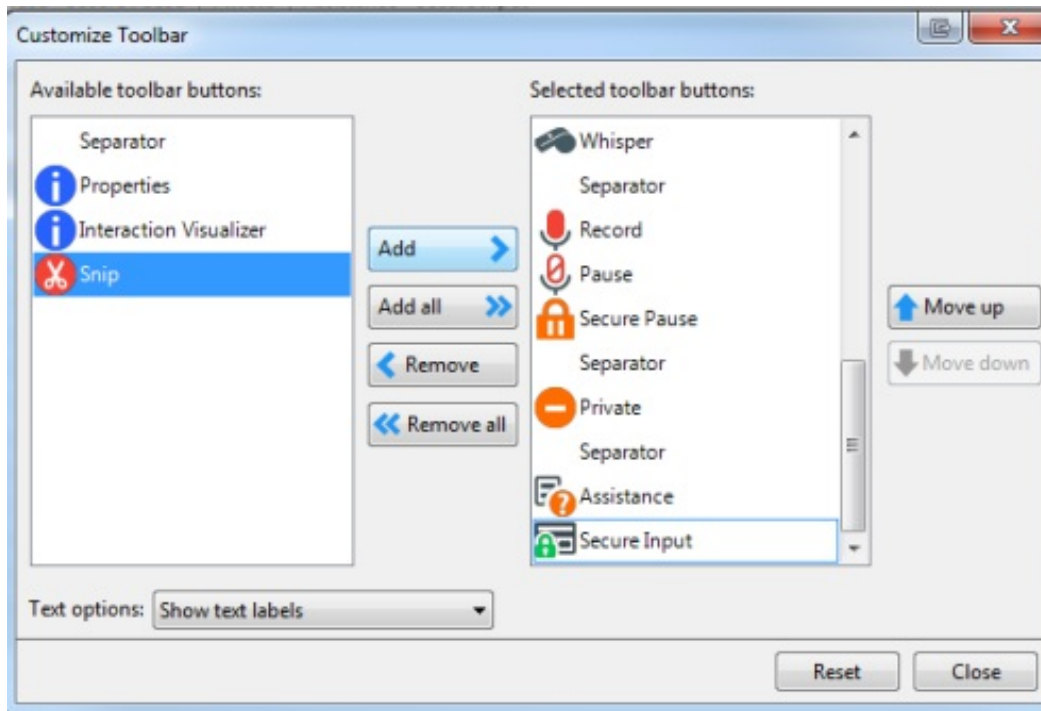 Customize Toolbar
Available toolbar buttons:
Separator
Properties
Interaction Visualizer
Snip
Add
Add all
Remove
Remove all
Selected toolbar buttons:
Whisper
Separator
Record
Pause
Secure Pause
Separator
Private
Separator
Assistance
Secure Input
Move up
Move down
Text options: Show text labels
Reset
Close